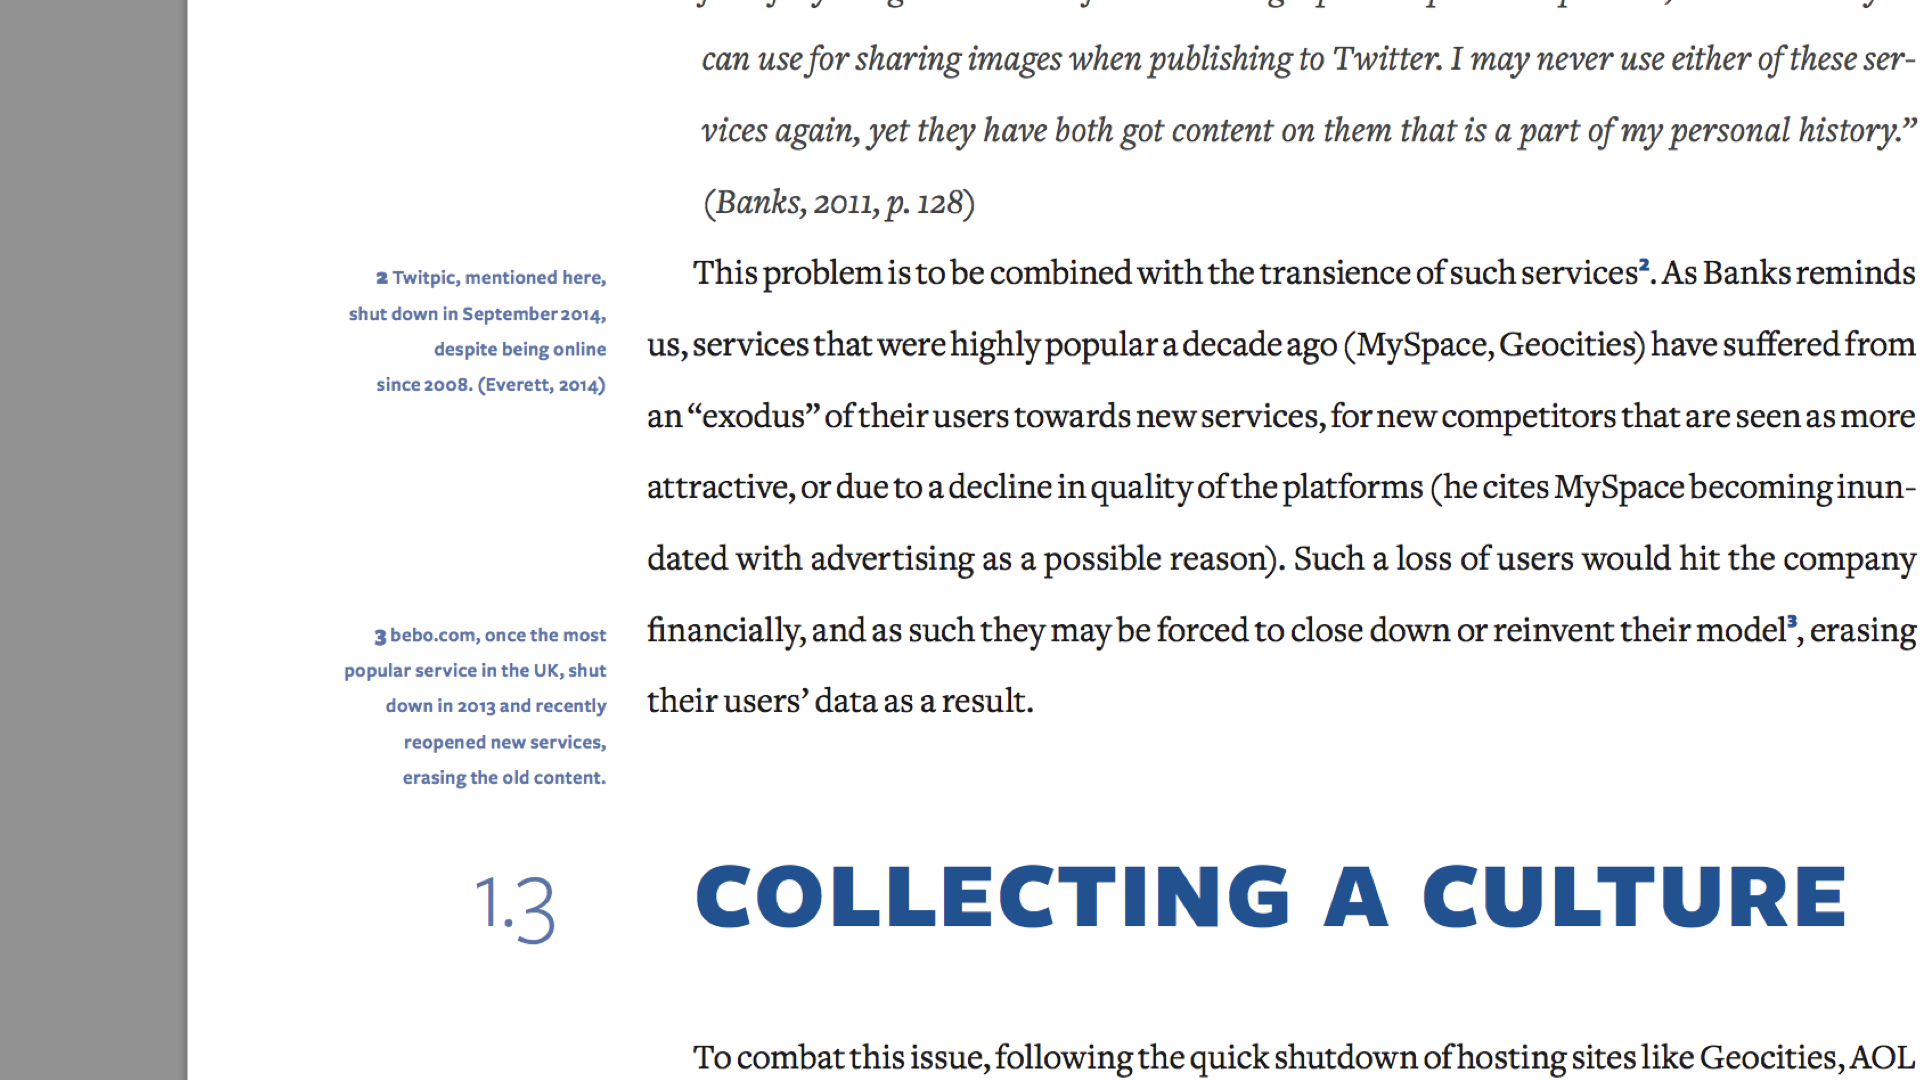 can use for sharing images when publishing to Twitter. I may never use either of these ser-
vices again, yet they have both got content on them that is a part of my personal history.”
(Banks, 2011, p. 128)
2 Twitpic, mentioned here,
shut down in September 2014,
despite being online
since 2008. (Everett, 2014)
This problem is to be combined with the transience of such services². As Banks reminds
us, services that were highly popular a decade ago (MySpace, Geocities) have suffered from
an “exodus” of their users towards new services, for new competitors that are seen as more
attractive, or due to a decline in quality of the platforms (he cites MySpace becoming inun-
dated with advertising as a possible reason). Such a loss of users would hit the company
financially, and as such they may be forced to close down or reinvent their model³, erasing
their users’ data as a result.
3 bebo.com, once the most
popular service in the UK, shut
down in 2013 and recently
reopened new services,
erasing the old content.
1.3 COLLECTING A CULTURE
To combat this issue, following the quick shutdown of hosting sites like Geocities, AOL